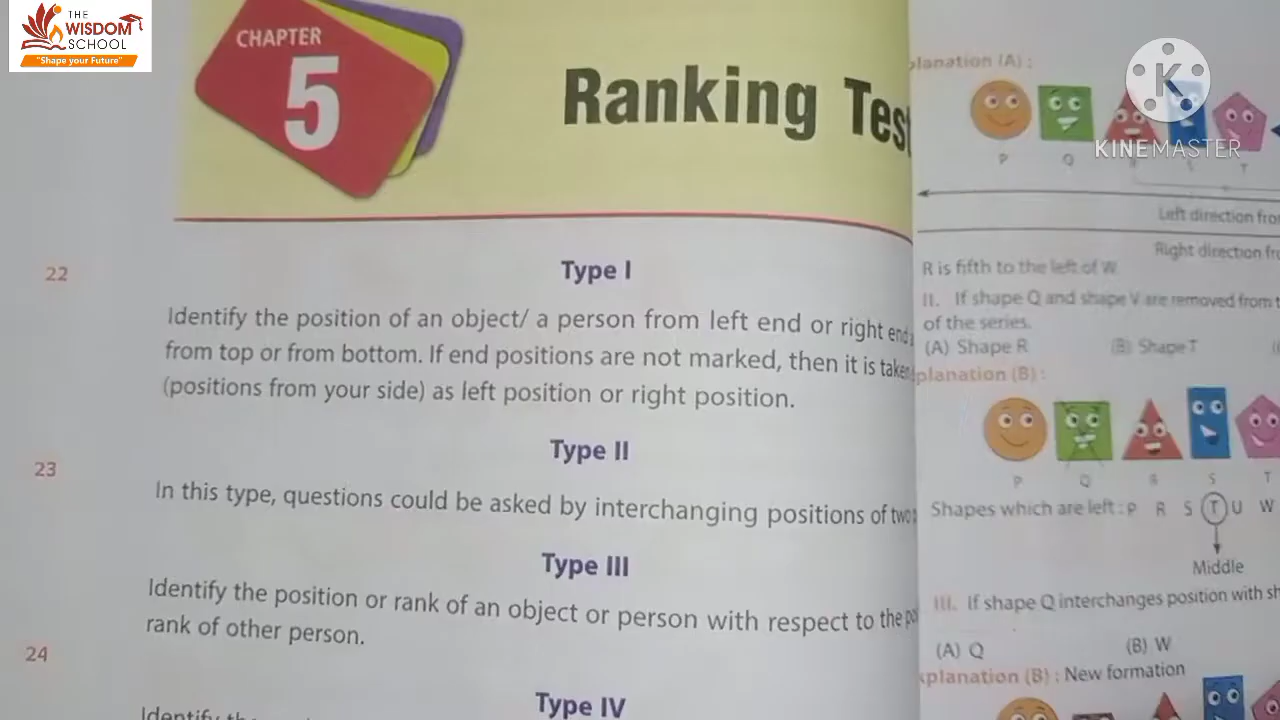 THE
WISDOM
SCHOOL
"Shape your Future"
CHAPTER
5
Ranking Test
22
Type I
Identify the position of an object/ a person from left end or right end
from top or from bottom. If end positions are not marked, then it is taken
(positions from your side) as left position or right position.
23
Type II
In this type, questions could be asked by interchanging positions of two
Type III
Identify the position or rank of an object or person with respect to the
rank of other person.
24
Type IV
Identify
planation (A) :
P Q T
Left direction
Right direction
R is fifth to the left of W
II. If shape Q and shape V are removed from
of the series.
(A) Shape R (B) Shape T
planation (B) :
P Q R S T
Shapes which are left : P R S T U W
Middle
III. If shape Q interchanges position with
(A) Q (B) W
xplanation (B) : New formation
K
KINEMASTER